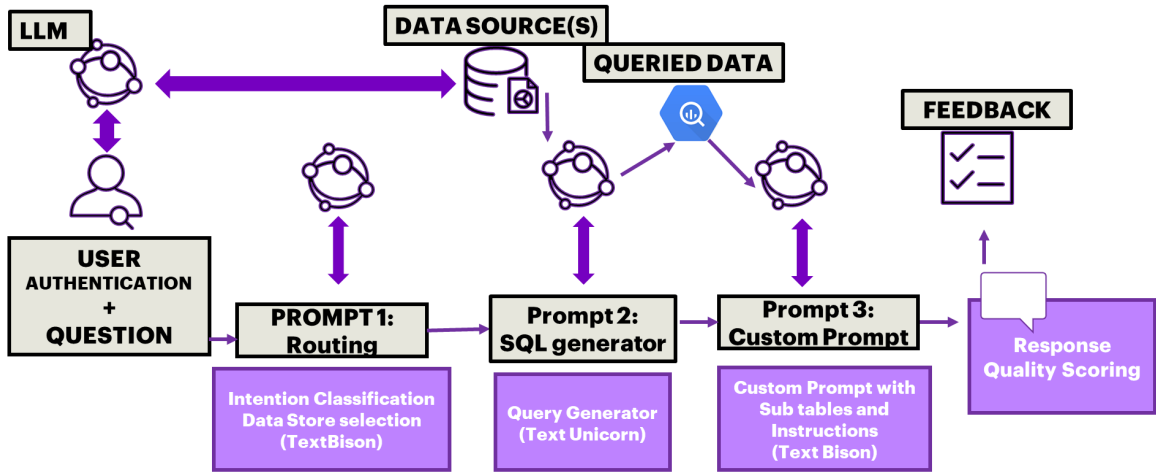 LLM
DATA SOURCE(S)
QUERIED DATA
FEEDBACK
USER
AUTHENTICATION
+
QUESTION
PROMPT 1:
Routing
Prompt 2:
SQL generator
Prompt 3:
Custom Prompt
Intention Classification
Data Store selection
(TextBison)
Query Generator
(Text Unicorn)
Custom Prompt with
Sub tables and
Instructions
(Text Bison)
Response
Quality Scoring